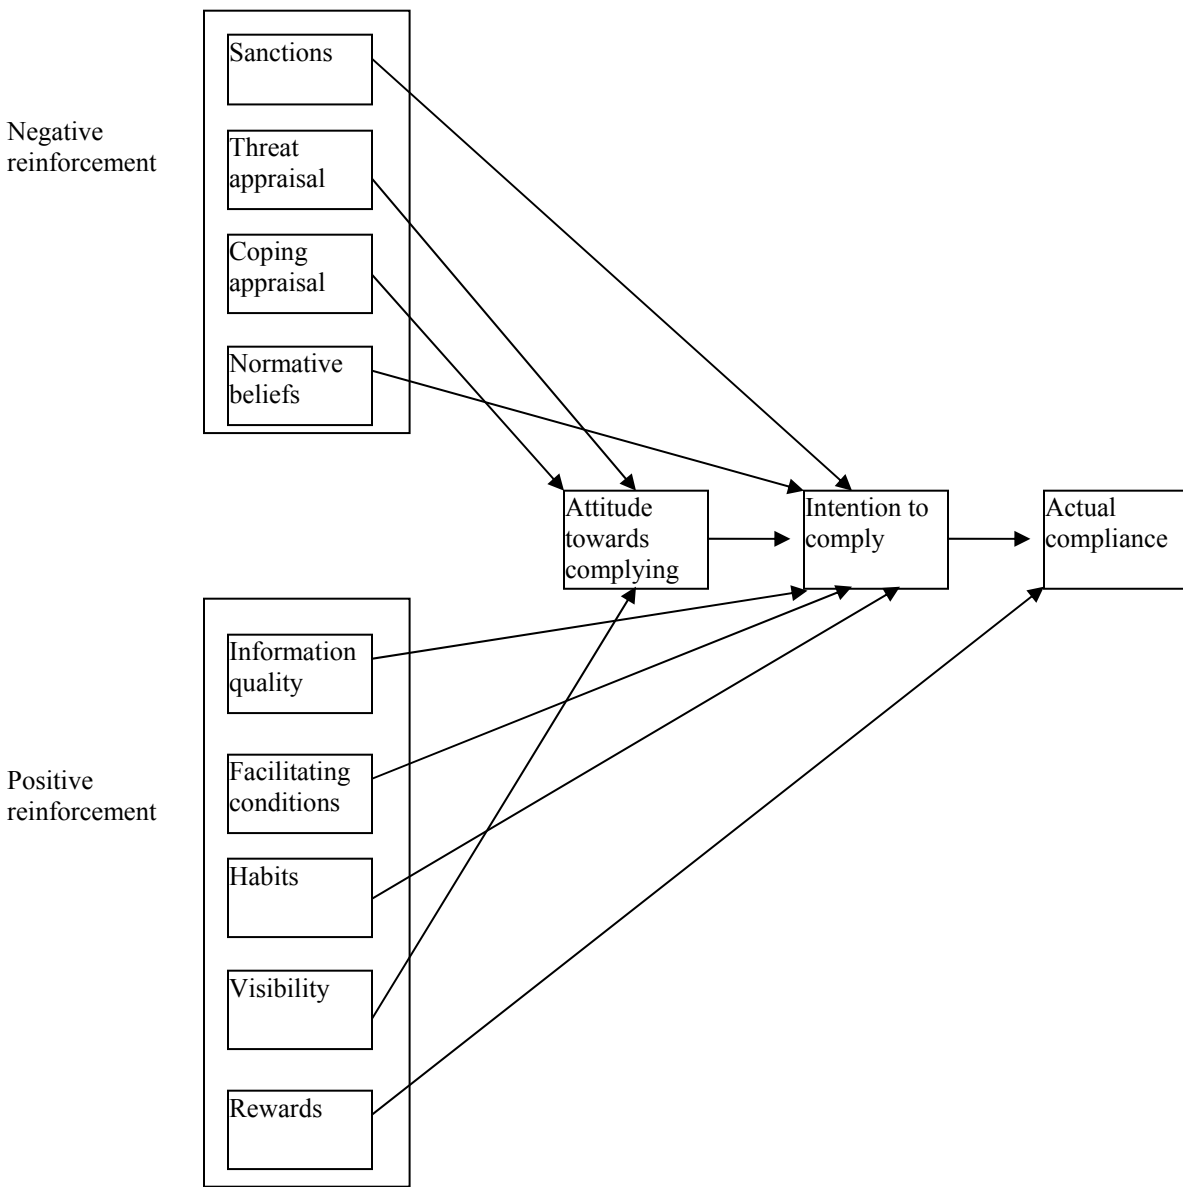 Negative
reinforcement
Sanctions
Threat
appraisal
Coping
appraisal
Normative
beliefs
Attitude
towards
complying
Intention to
comply
Actual
compliance
Positive
reinforcement
Information
quality
Facilitating
conditions
Habits
Visibility
Rewards